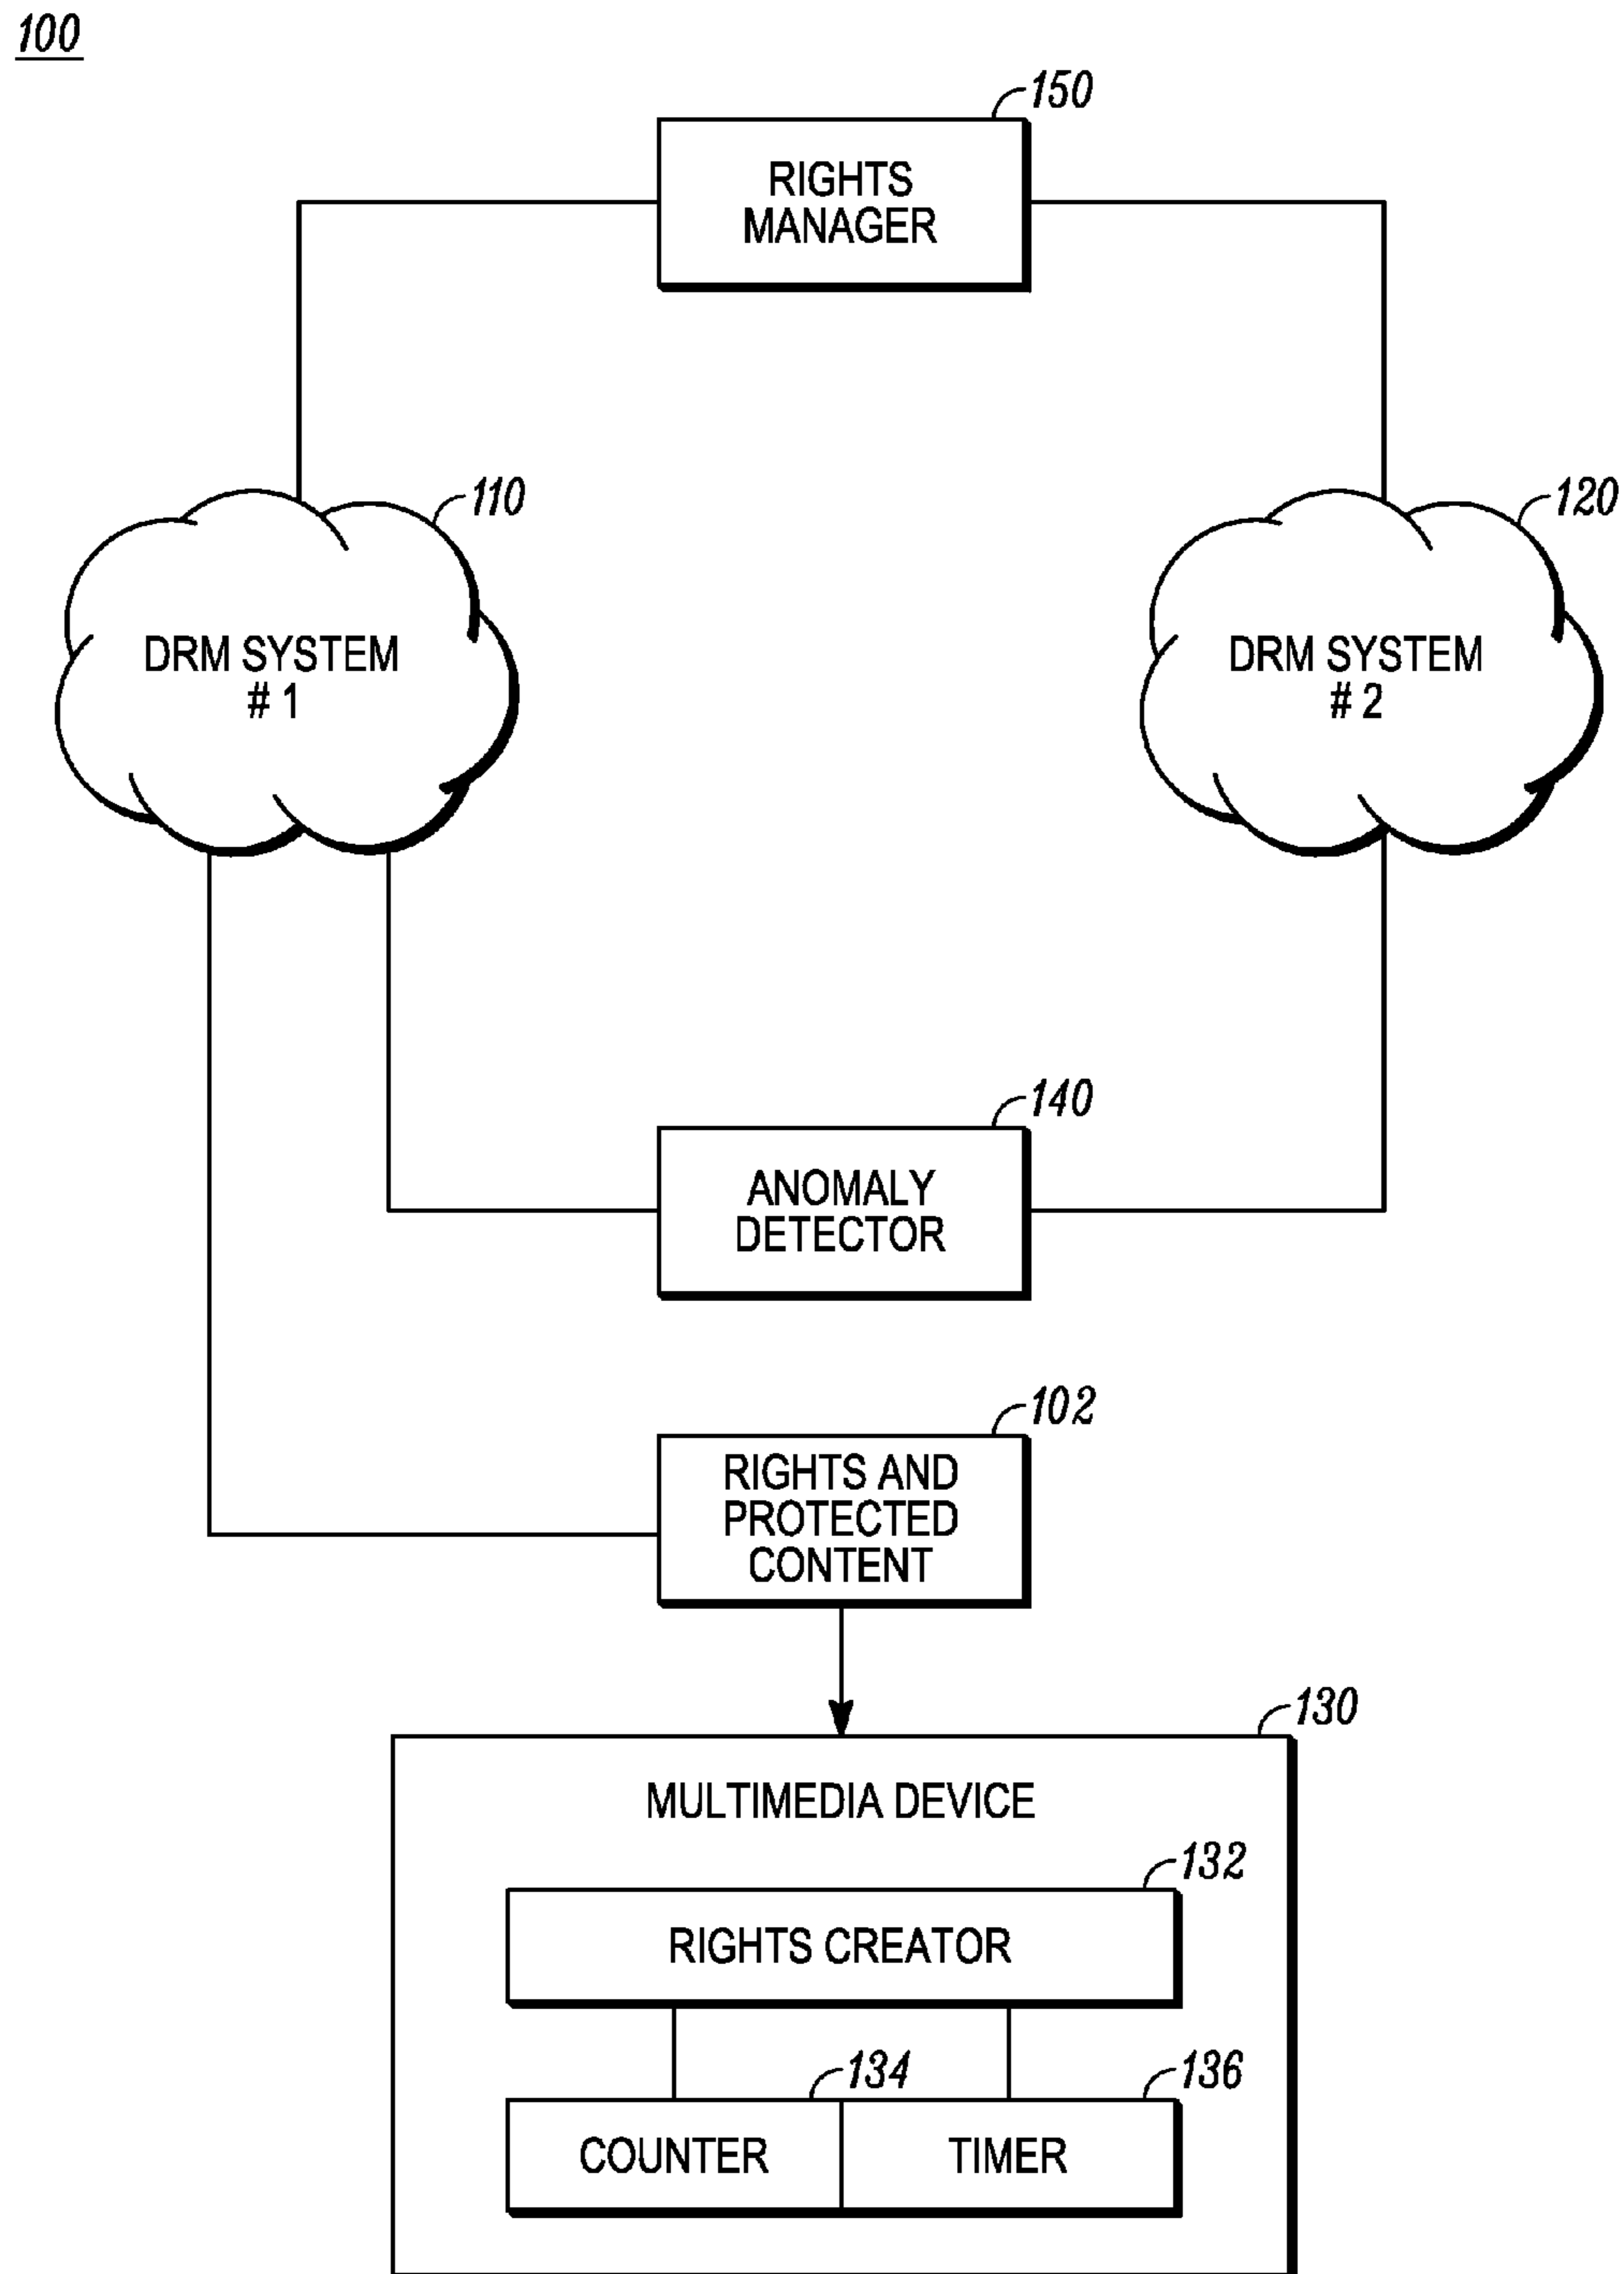 100
150
RIGHTS
MANAGER
110
120
DRM SYSTEM
# 1
DRM SYSTEM
# 2
140
ANOMALY
DETECTOR
102
RIGHTS AND
PROTECTED
CONTENT
130
MULTIMEDIA DEVICE
132
RIGHTS CREATOR
134
136
COUNTER
TIMER